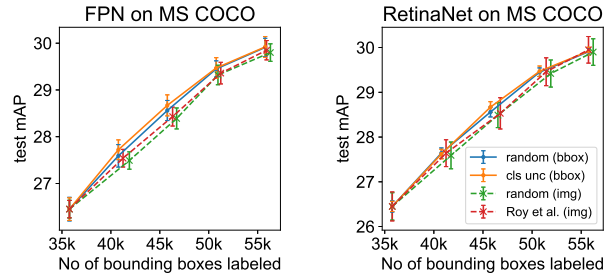 FPN on MS COCO
test mAP
30
29
28
27
35k 40k 45k 50k 55k
No of bounding boxes labeled
RetinaNet on MS COCO
test mAP
30
29
28
27
26
random (bbox)
cls unc (bbox)
random (img)
Roy et al. (img)
35k 40k 45k 50k 55k
No of bounding boxes labeled